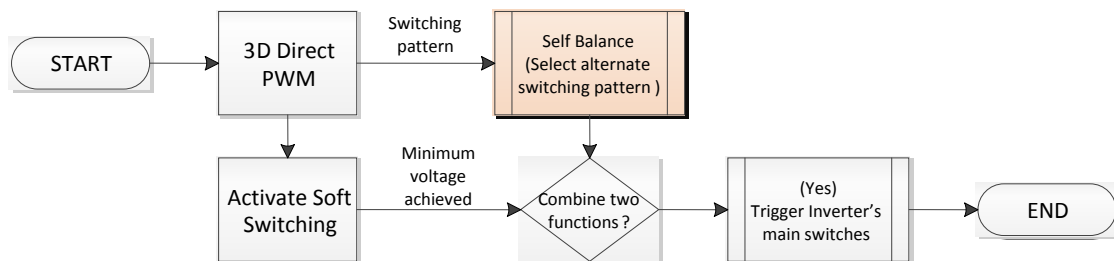 START
3D Direct
PWM
Switching
pattern
Self Balance
(Select alternate
switching pattern )
Activate Soft
Switching
Minimum
voltage
achieved
Combine two
functions ?
(Yes)
Trigger Inverter’s
main switches
END